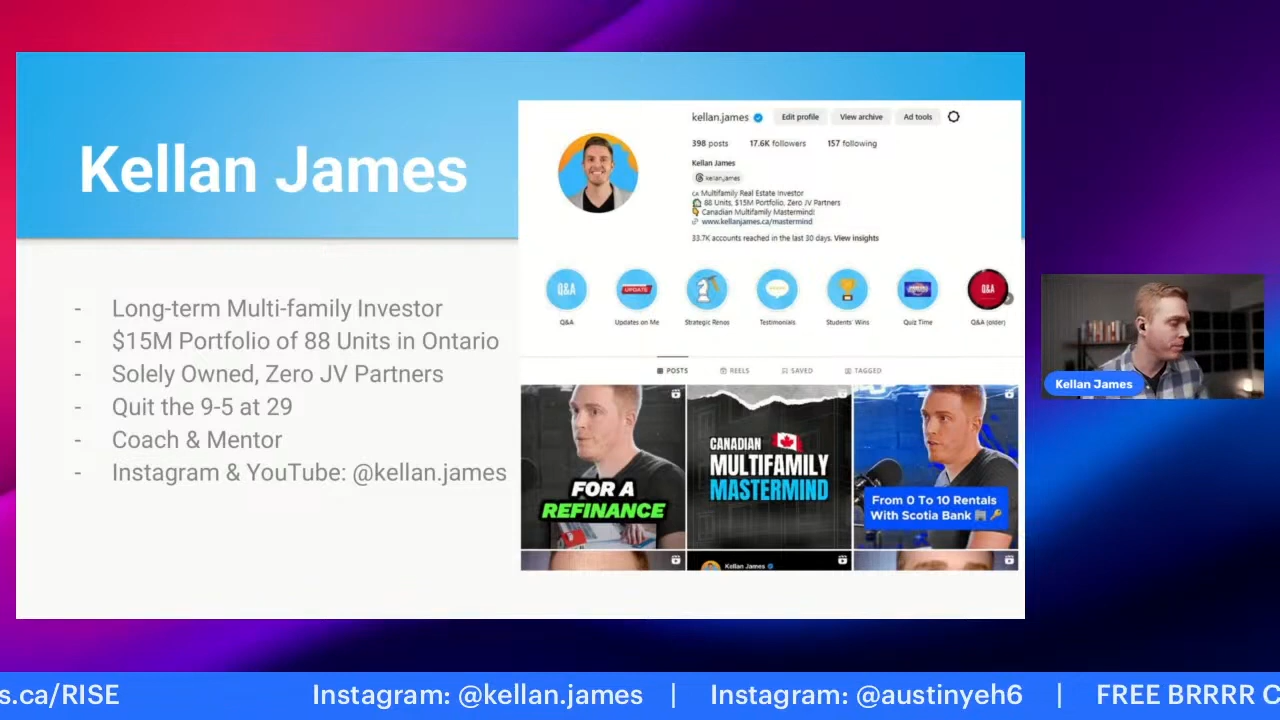 Kellan James
- Long-term Multi-family Investor
- $15M Portfolio of 88 Units in Ontario
- Solely Owned, Zero JV Partners
- Quit the 9-5 at 29
- Coach & Mentor
- Instagram & YouTube: @kellan.james
kellan.james Edit profile View archive Ad tools
398 posts 17.6K followers 157 following
Kellan James
kellan.james
CA Multifamily Real Estate Investor
88 Units, $15M Portfolio, Zero JV Partners
Canadian Multifamily Mastermind:
www.kellanjames.ca/mastermind
33.7K accounts reached in the last 30 days. View insights
Q&A
UPDATE
Q&A
Q&A Updates on Me Strategic Renos Testimonials Students' Wins Quiz Time Q&A (older)
POSTS REELS SAVED TAGGED
FOR A
REFINANCE
CANADIAN
MULTIFAMILY
MASTERMIND
From 0 To 10 Rentals
With Scotia Bank
Kellan James
Kellan James
s.ca/RISE Instagram: @kellan.james | Instagram: @austinyeh6 | FREE BRRRR C